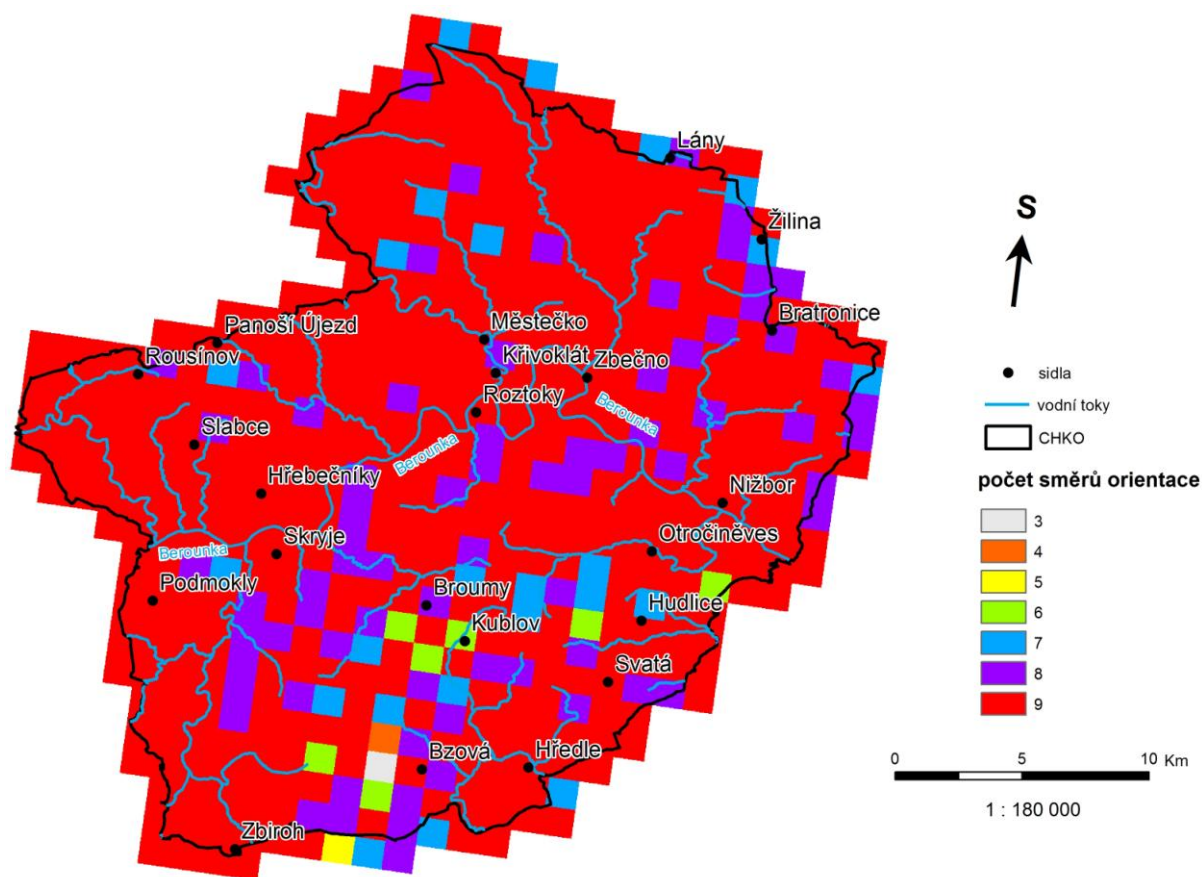 Lány
Žilina
Bratronice
Městečko
Panoší Újezd
Křivoklát
Rousínov
Zbečno
Roztoky
Berounka
Slabce
Berounka
Hřebečníky
Nižbor
Otročiněves
Skryje
Berounka
Podmokly
Broumy
Hudlice
Kublov
Svatá
Bzová
Hředle
Zbiroh
S
sidla
vodní toky
CHKO
počet směrů orientace
3
4
5
6
7
8
9
0 5 10 Km
1 : 180 000